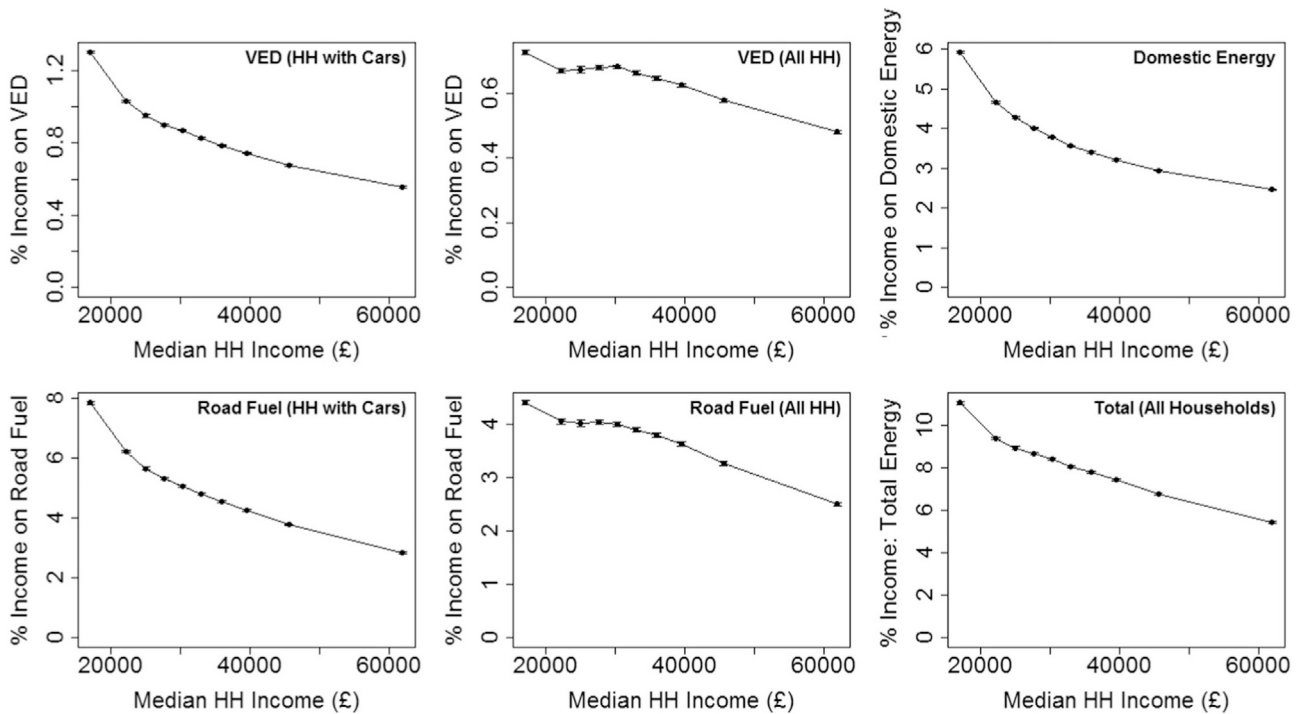 VED (HH with Cars)
% Income on VED
0.0 0.4 0.8 1.2
20000 40000 60000
Median HH Income (£)
VED (All HH)
% Income on VED
0.0 0.2 0.4 0.6
20000 40000 60000
Median HH Income (£)
Domestic Energy
% Income on Domestic Energy
0 1 2 3 4 5 6
20000 40000 60000
Median HH Income (£)
Road Fuel (HH with Cars)
% Income on Road Fuel
0 2 4 6 8
20000 40000 60000
Median HH Income (£)
Road Fuel (All HH)
% Income on Road Fuel
0 1 2 3 4
20000 40000 60000
Median HH Income (£)
Total (All Households)
% Income: Total Energy
0 2 4 6 8 10
20000 40000 60000
Median HH Income (£)